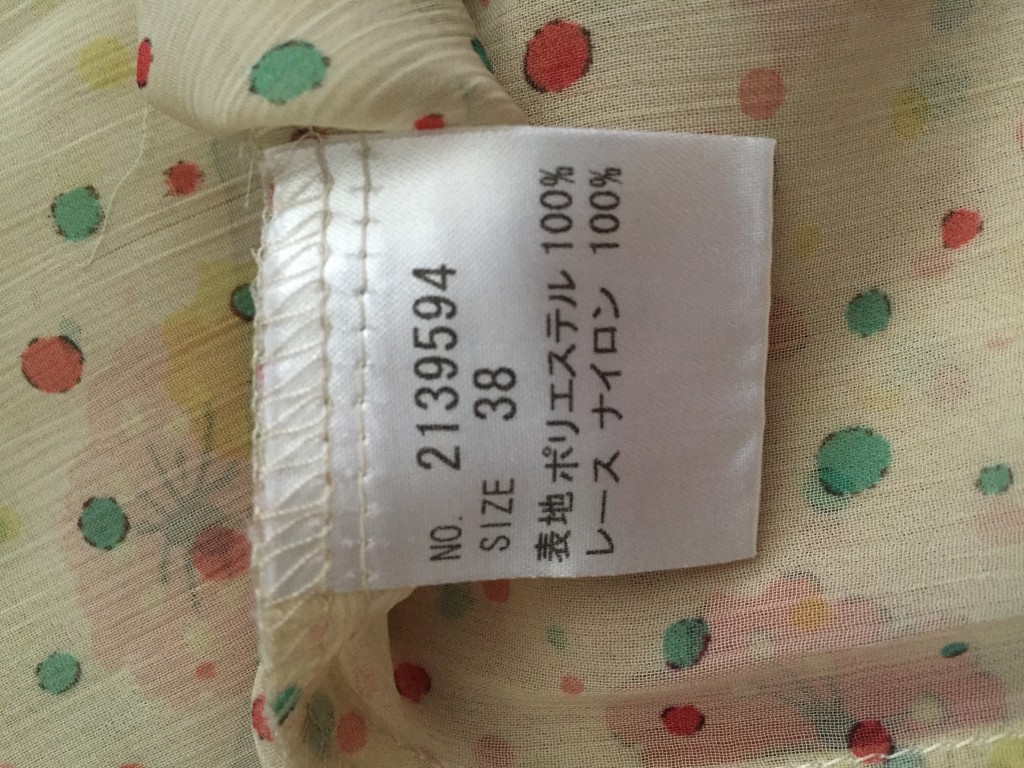 NO. 2139594
SIZE 38
表地 ポリエステル 100%
レース ナイロン 100%